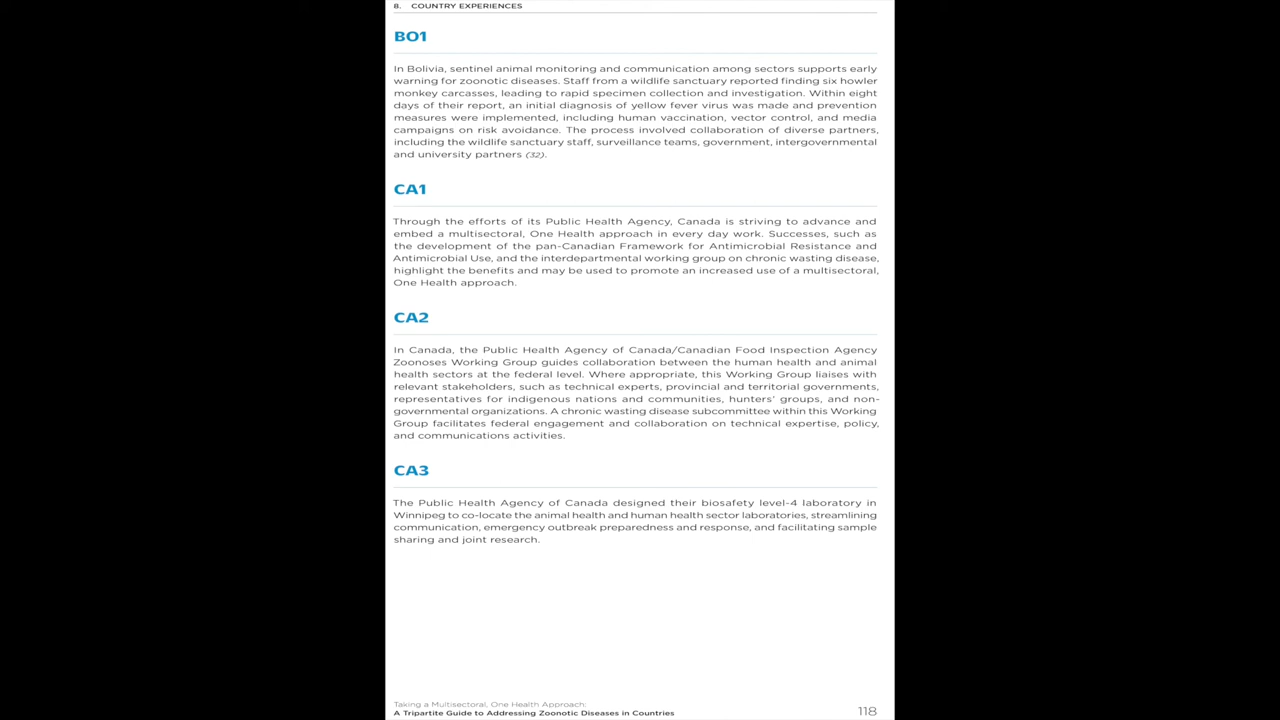 8. COUNTRY EXPERIENCES
BO1
In Bolivia, sentinel animal monitoring and communication among sectors supports early
warning for zoonotic diseases. Staff from a wildlife sanctuary reported finding six howler
monkey carcasses, leading to rapid specimen collection and investigation. Within eight
days of their report, an initial diagnosis of yellow fever virus was made and prevention
measures were implemented, including human vaccination, vector control, and media
campaigns on risk avoidance. The process involved collaboration of diverse partners,
including the wildlife sanctuary staff, surveillance teams, government, intergovernmental
and university partners (32).
CA1
Through the efforts of its Public Health Agency, Canada is striving to advance and
embed a multisectoral, One Health approach in every day work. Successes, such as
the development of the pan-Canadian Framework for Antimicrobial Resistance and
Antimicrobial Use, and the interdepartmental working group on chronic wasting disease,
highlight the benefits and may be used to promote an increased use of a multisectoral,
One Health approach.
CA2
In Canada, the Public Health Agency of Canada/Canadian Food Inspection Agency
Zoonoses Working Group guides collaboration between the human health and animal
health sectors at the federal level. Where appropriate, this Working Group liaises with
relevant stakeholders, such as technical experts, provincial and territorial governments,
representatives for indigenous nations and communities, hunters' groups, and non-
governmental organizations. A chronic wasting disease subcommittee within this Working
Group facilitates federal engagement and collaboration on technical expertise, policy,
and communications activities.
CA3
The Public Health Agency of Canada designed their biosafety level-4 laboratory in
Winnipeg to co-locate the animal health and human health sector laboratories, streamlining
communication, emergency outbreak preparedness and response, and facilitating sample
sharing and joint research.
Taking a Multisectoral, One Health Approach:
A Tripartite Guide to Addressing Zoonotic Diseases in Countries
118